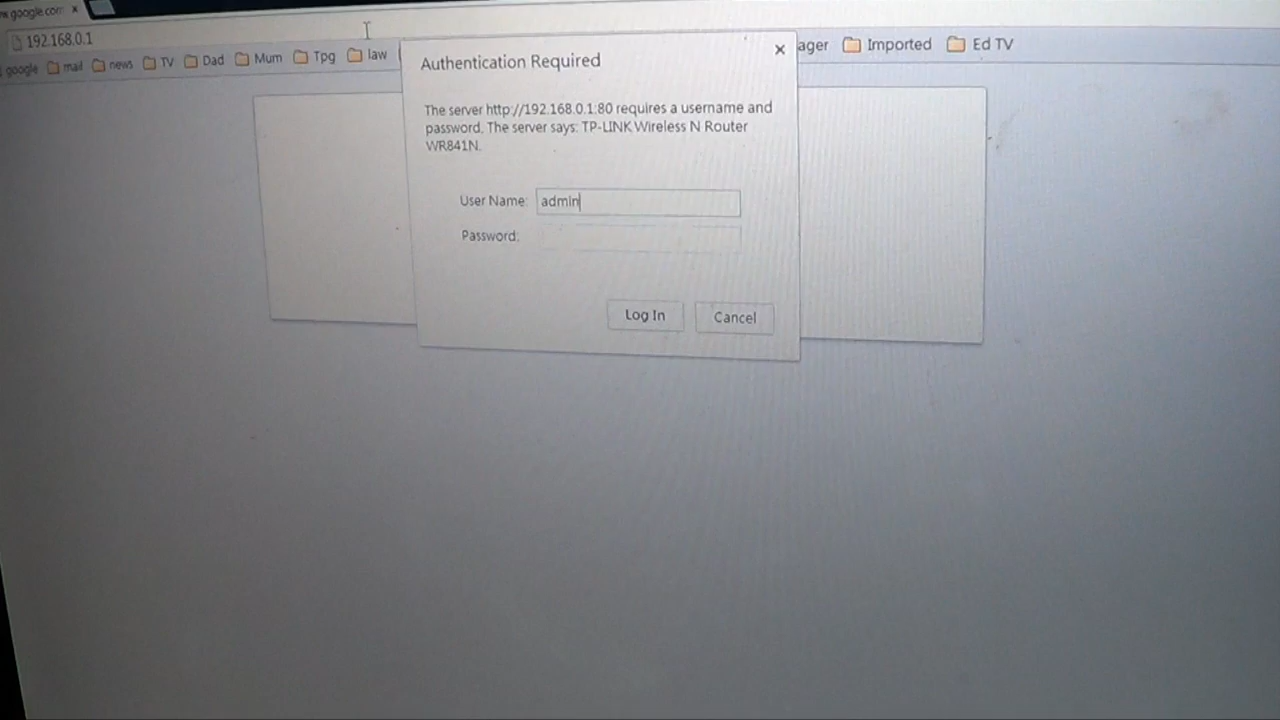 google.com ×
192.168.0.1
google mail news TV Dad Mum Tpg law ager Imported Ed TV
Authentication Required ×
The server http://192.168.0.1:80 requires a username and
password. The server says: TP-LINK Wireless N Router
WR841N.
User Name: admin
Password:
Log In Cancel